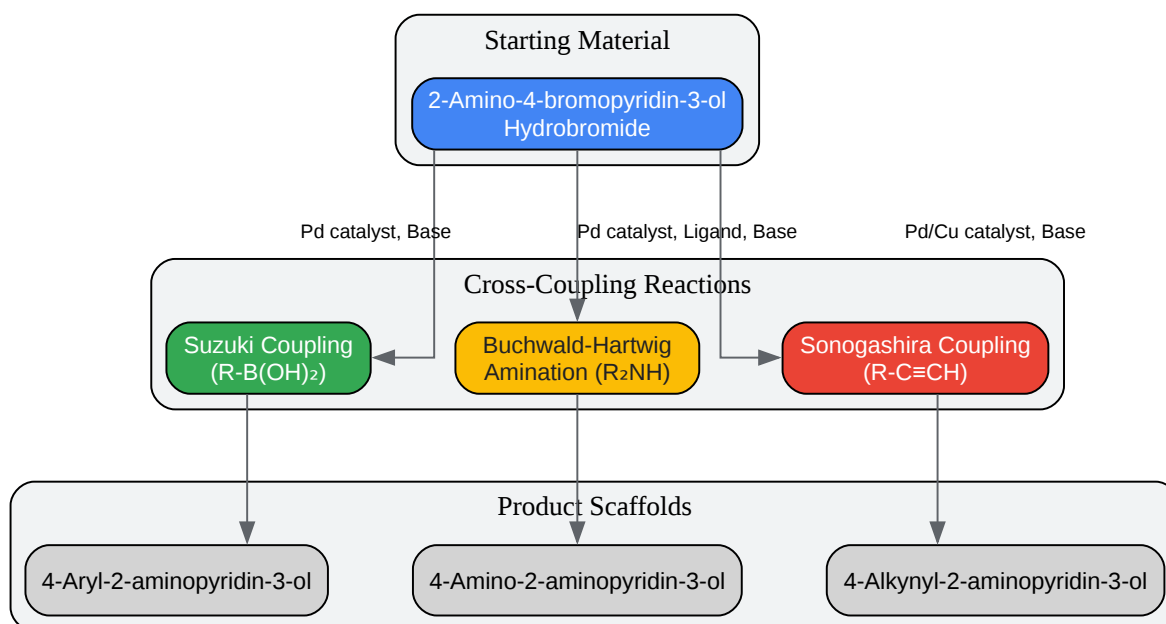 Starting Material
2-Amino-4-bromopyridin-3-ol
Hydrobromide
Pd catalyst, Base
Pd catalyst, Ligand, Base
Pd/Cu catalyst, Base
Cross-Coupling Reactions
Suzuki Coupling
(R-B(OH)₂)
Buchwald-Hartwig
Amination (R₂NH)
Sonogashira Coupling
(R-C≡CH)
Product Scaffolds
4-Aryl-2-aminopyridin-3-ol
4-Amino-2-aminopyridin-3-ol
4-Alkynyl-2-aminopyridin-3-ol